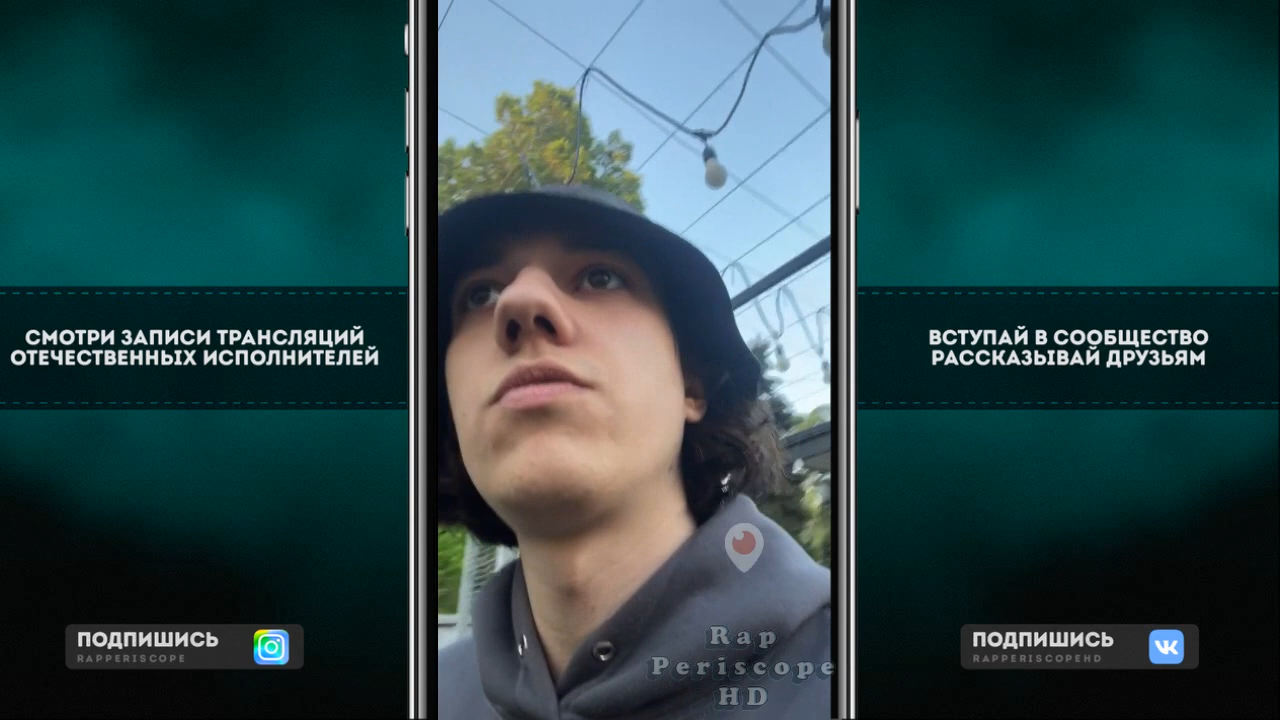 СМОТРИ ЗАПИСИ ТРАНСЛЯЦИЙ
ОТЕЧЕСТВЕННЫХ ИСПОЛНИТЕЛЕЙ
ВСТУПАЙ В СООБЩЕСТВО
РАССКАЗЫВАЙ ДРУЗЬЯМ
ПОДПИШИСЬ
RAPPERISCOPE
Rap
Periscope
HD
ПОДПИШИСЬ
RAPPERISCOPEHD